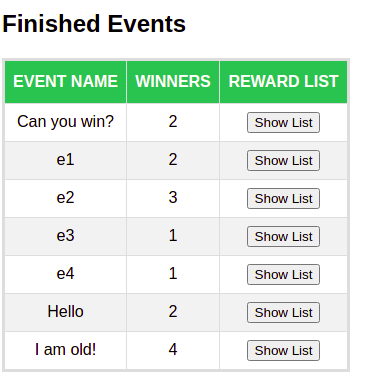 Finished Events
EVENT NAME WINNERS REWARD LIST
Can you win? 2 Show List
e1 2 Show List
e2 3 Show List
e3 1 Show List
e4 1 Show List
Hello 2 Show List
I am old! 4 Show List